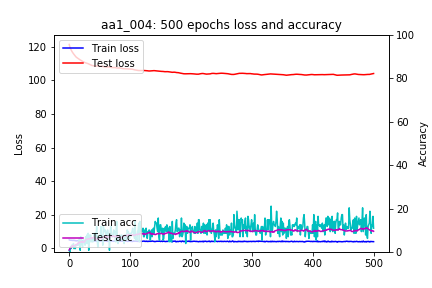 aa1_004: 500 epochs loss and accuracy
Train loss
Test loss
Train acc
Test acc
Loss
Accuracy
120
100
80
60
40
20
0
100
80
60
40
20
0
0
100
200
300
400
500